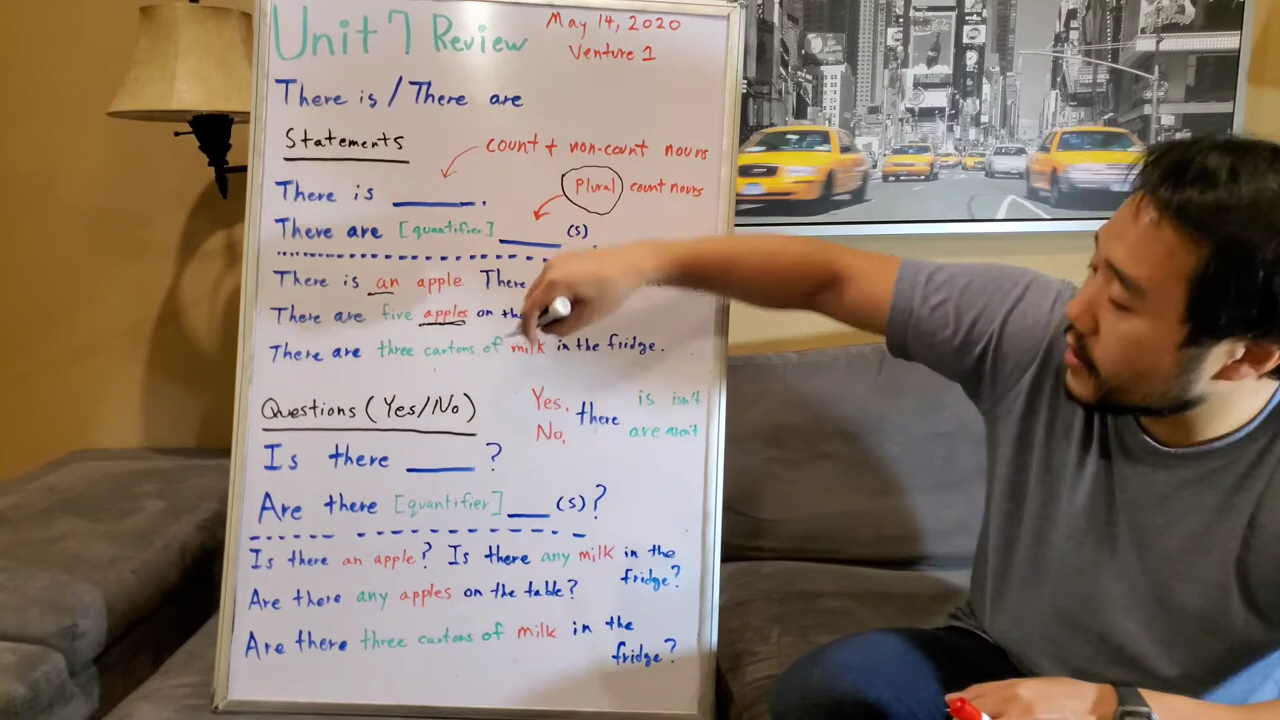 Unit 7 Review
May 14, 2020
Venture 1
There is / There are
Statements
count + non-count nouns
There is ____.
plural count nouns
There are [quantifier] ____ (s).
There is an apple. There
There are five apples on the
There are three cartons of milk in the fridge.
Questions (Yes/No)
Yes, there is isn't
No, are aren't
Is there ____ ?
Are there [quantifier] ____ (s)?
Is there an apple? Is there any milk in the
fridge?
Are there any apples on the table?
Are there three cartons of milk in the
fridge?